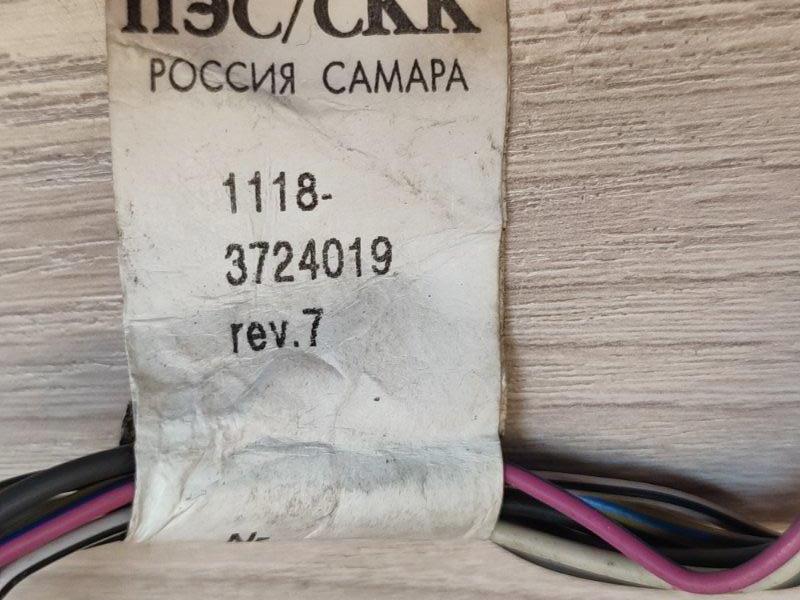 ПЭС/СКК
РОССИЯ САМАРА
1118-
3724019
rev.7